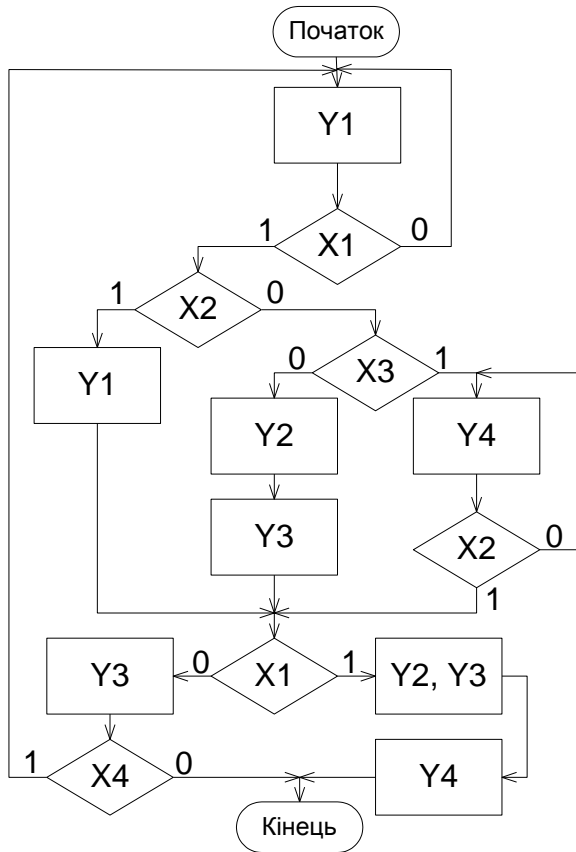 Початок
Y1
1 X1 0
1 X2 0
Y1
0 X3 1
Y2
Y4
Y3
X2 0
1
Y3
0 X1 1
Y2, Y3
1 X4 0
Y4
Кінець